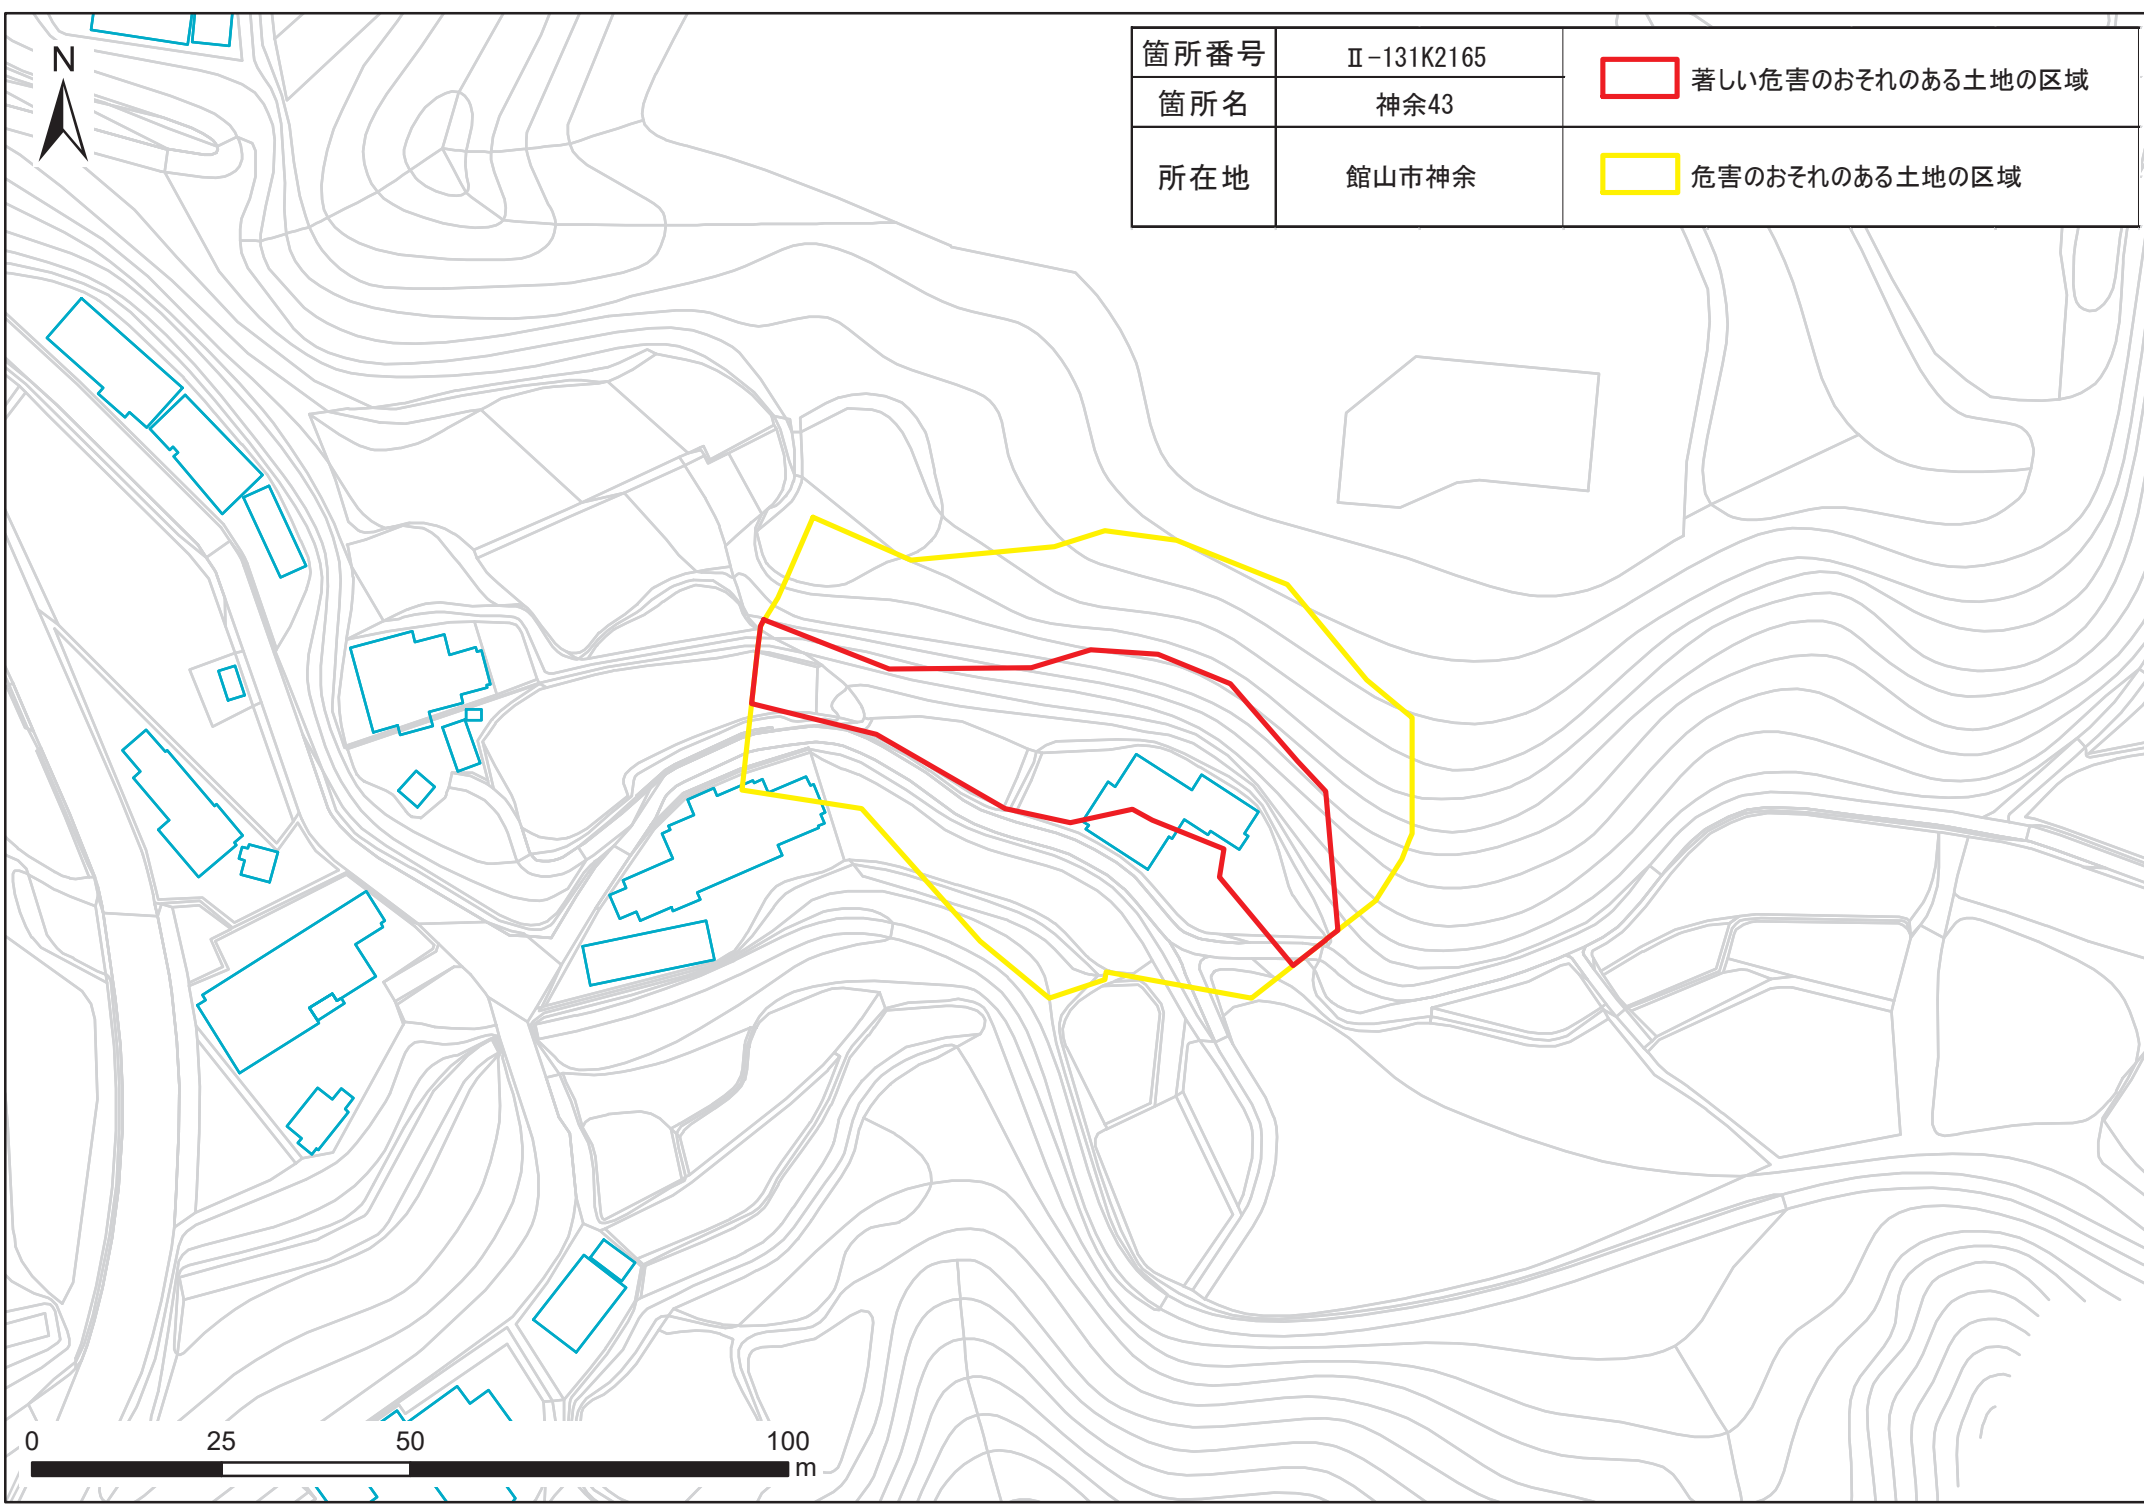 N
箇所番号 Ⅱ-131K2165
箇所名 神余43
所在地 館山市神余
著しい危害のおそれのある土地の区域
危害のおそれのある土地の区域
0 25 50 100
m